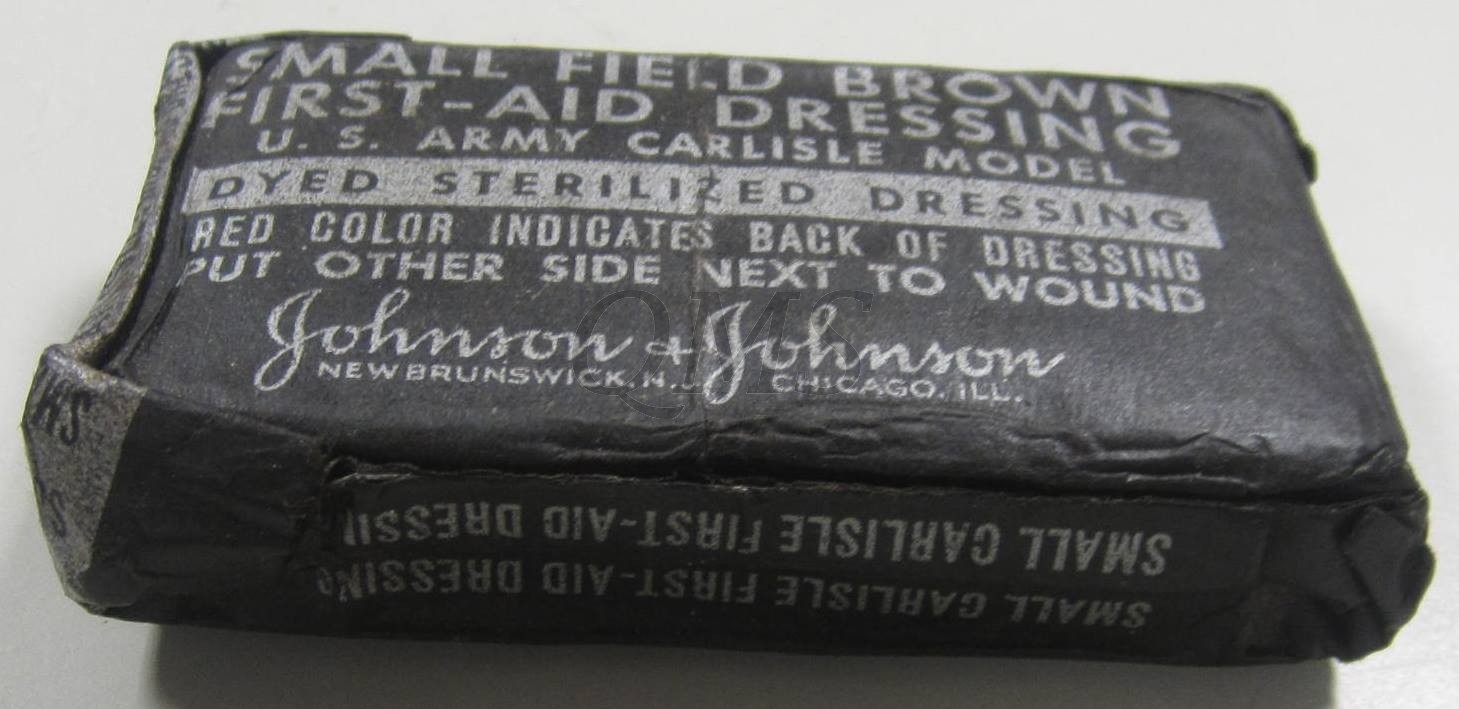 SMALL FIELD BROWN
FIRST-AID DRESSING
U. S. ARMY CARLISLE MODEL
DYED STERILIZED DRESSING
RED COLOR INDICATES BACK OF DRESSING
PUT OTHER SIDE NEXT TO WOUND
Johnson + Johnson
NEW BRUNSWICK, N.J. CHICAGO, ILL.
QMS
SMALL CARLISLE FIRST-AID DRESSIN
SMALL CARLISLE FIRST-AID DRESSING